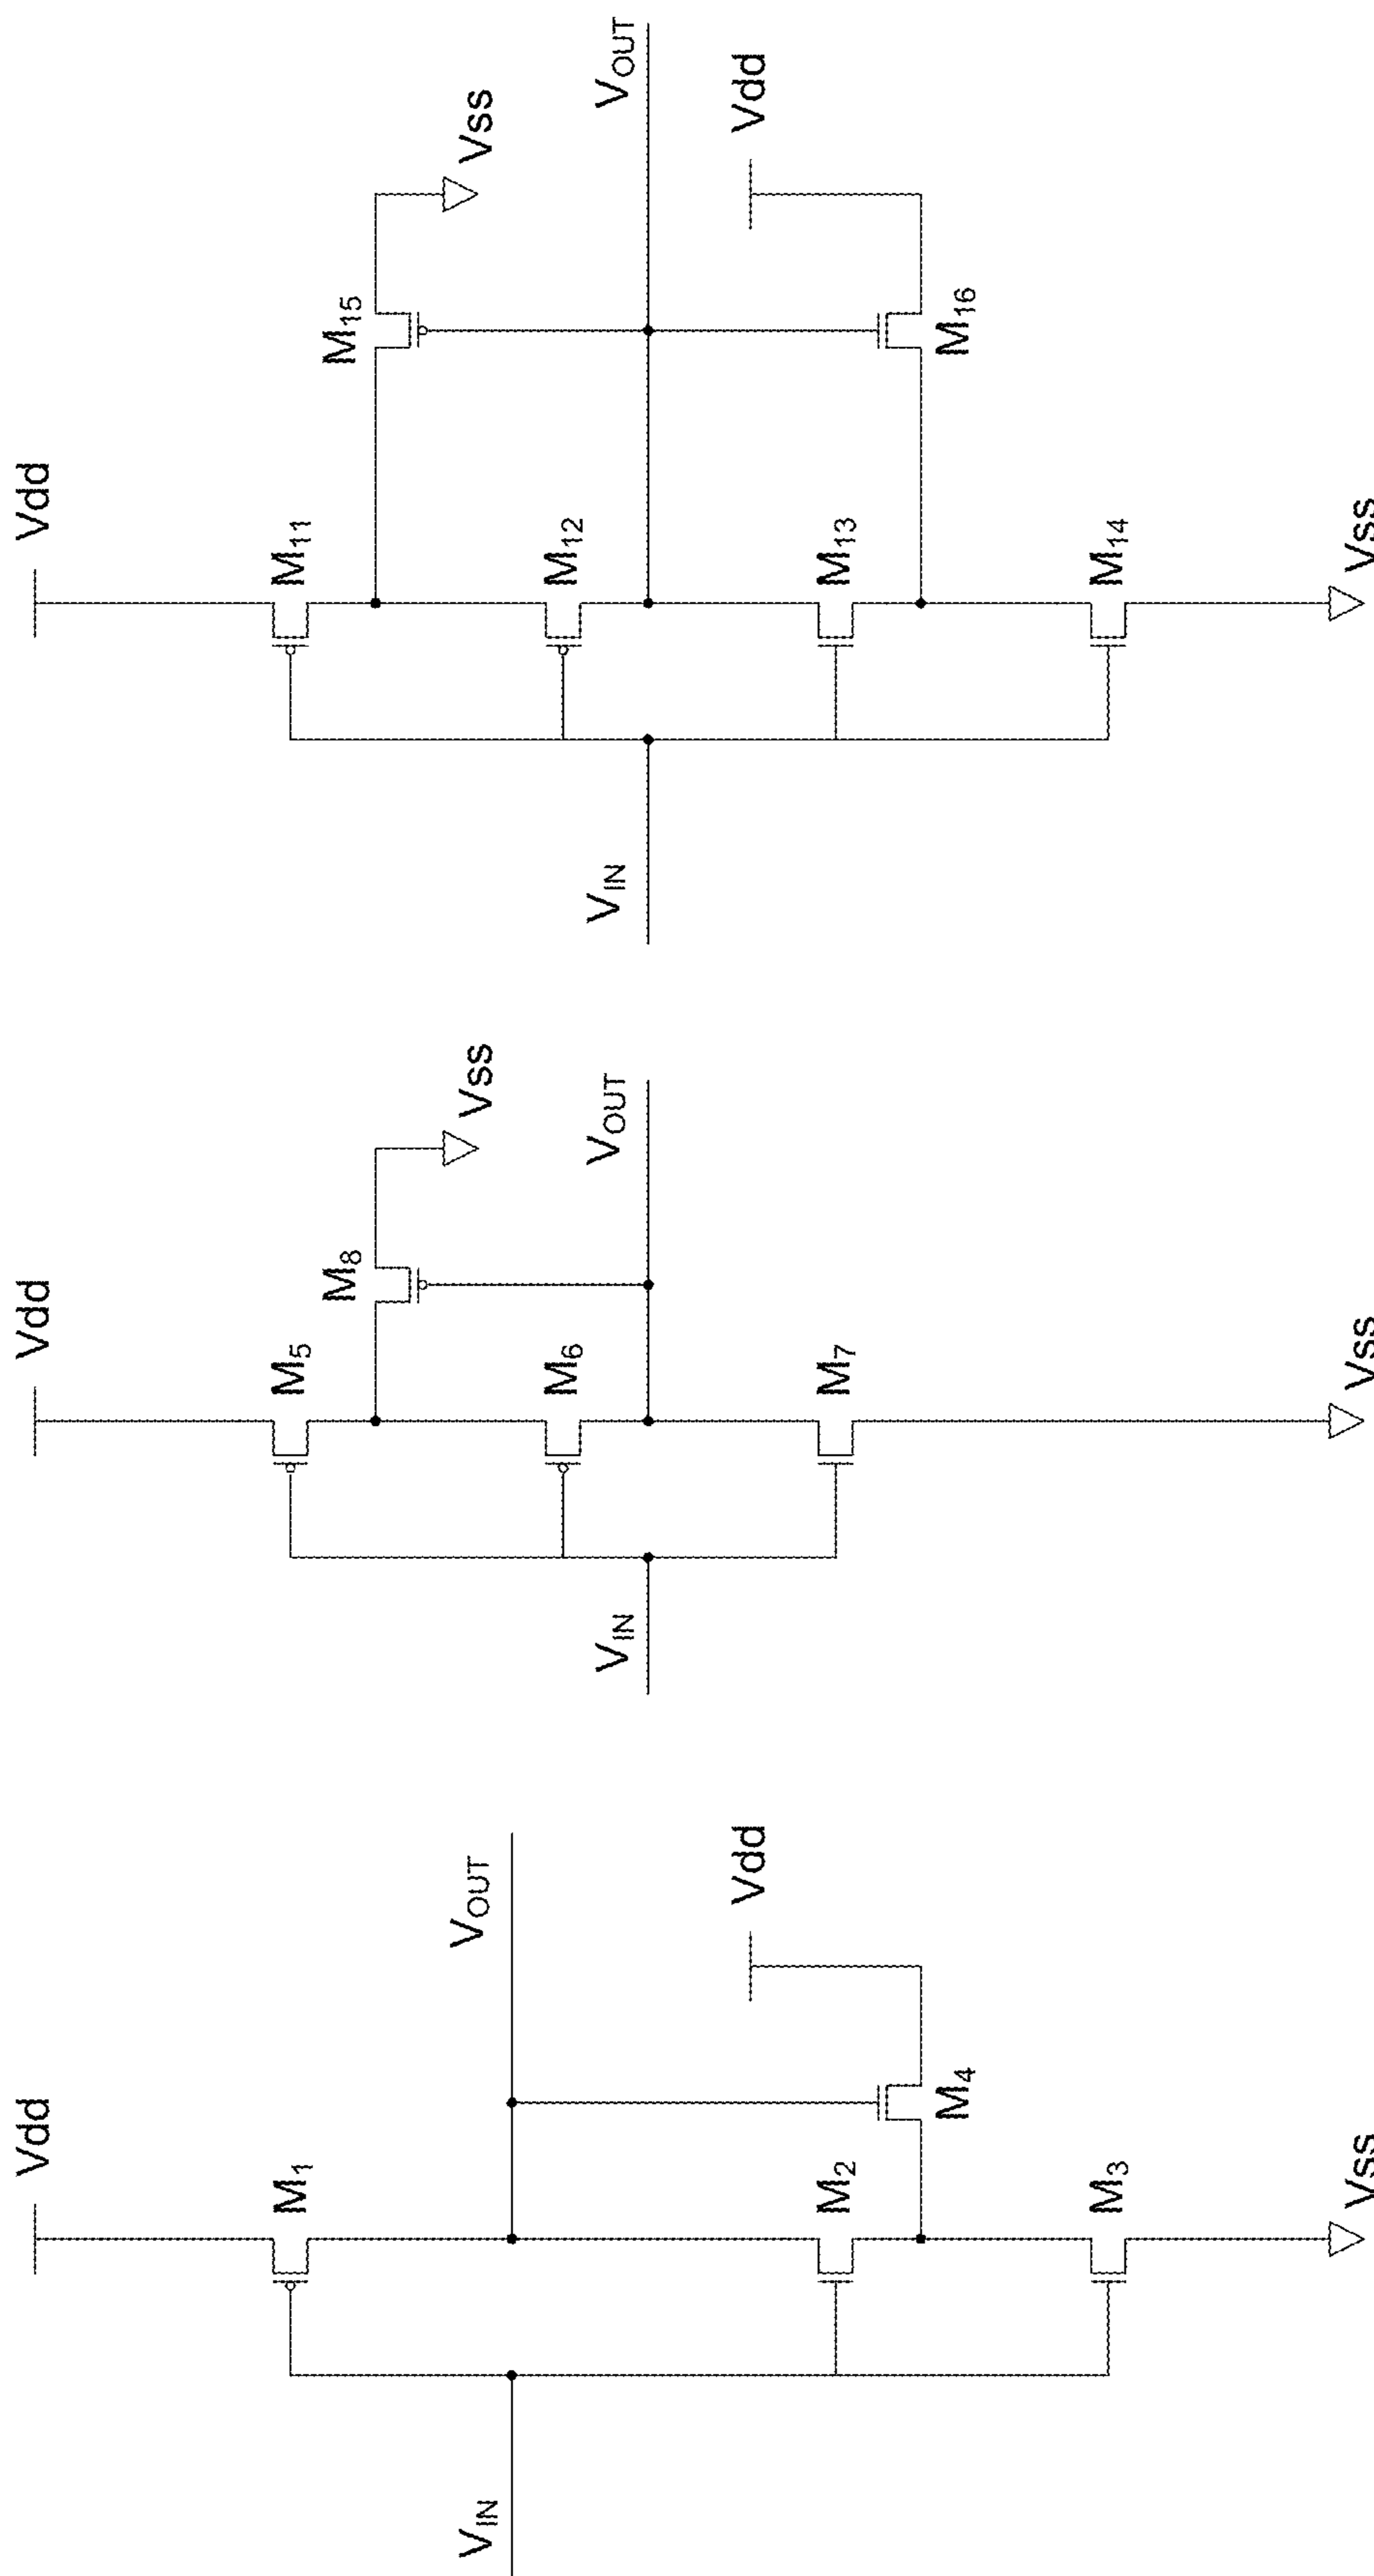 Vdd
M1
VOUT
VIN
M2
Vdd
M4
M3
Vss
Vdd
M5
M8
Vss
M6
VOUT
VIN
M7
Vss
Vdd
M11
M15
Vss
M12
VOUT
VIN
Vdd
M13
M16
M14
Vss